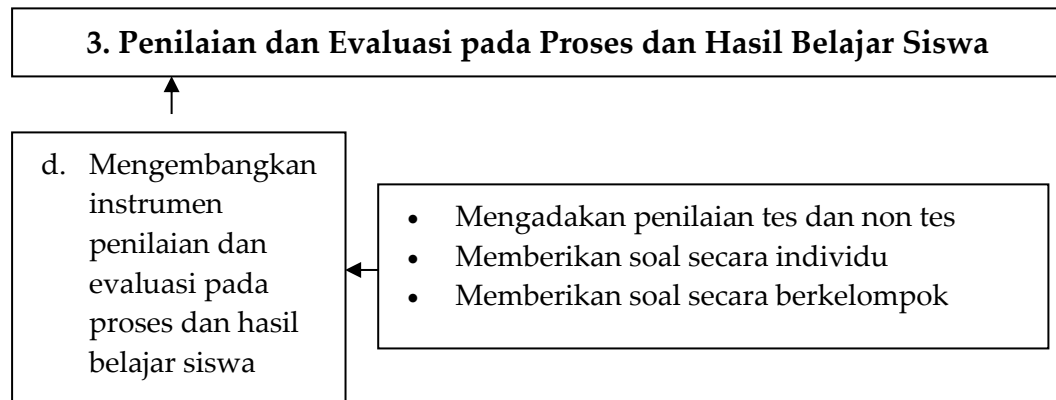 3. Penilaian dan Evaluasi pada Proses dan Hasil Belajar Siswa
d. Mengembangkan
instrumen
penilaian dan
evaluasi pada
proses dan hasil
belajar siswa
• Mengadakan penilaian tes dan non tes
• Memberikan soal secara individu
• Memberikan soal secara berkelompok